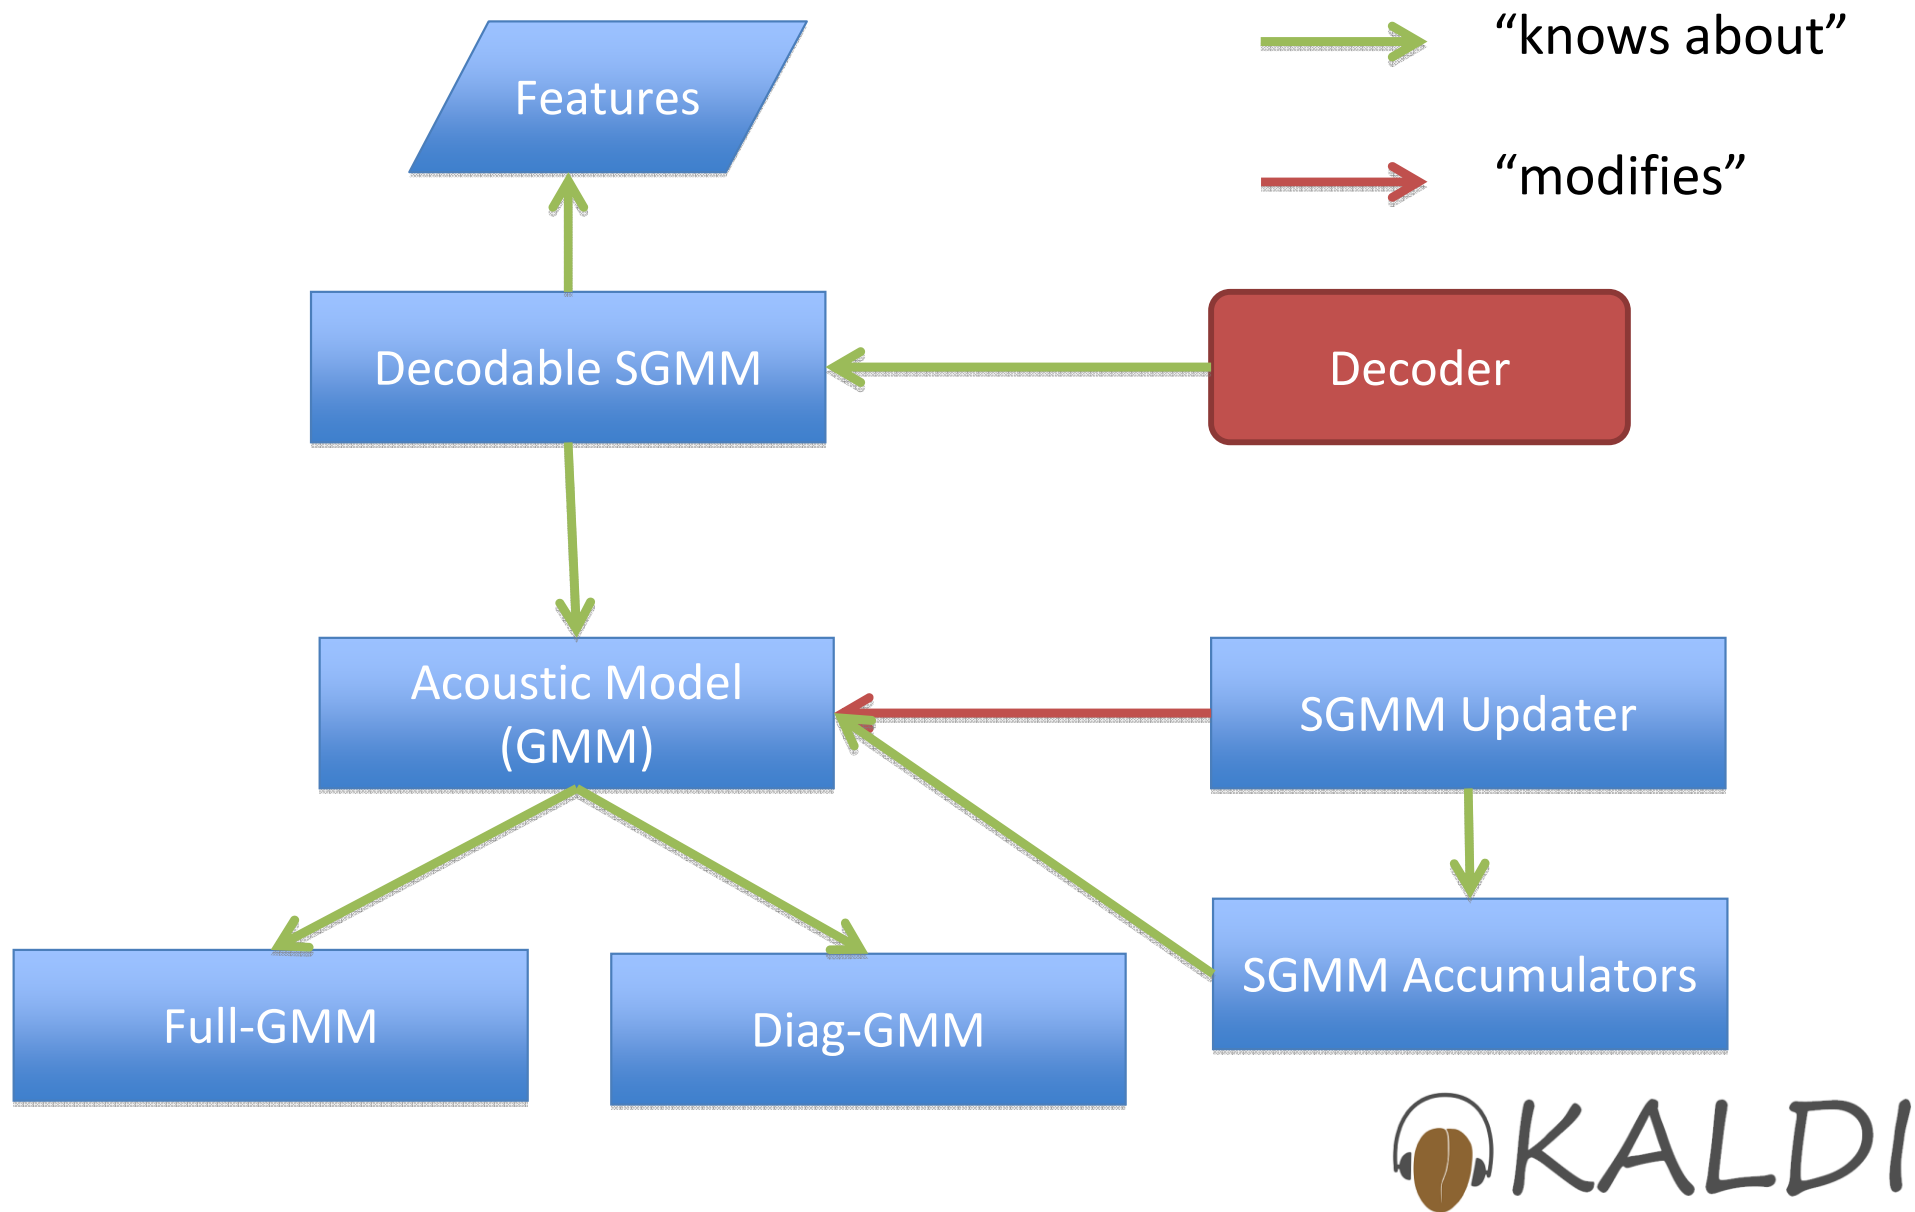 Features
“knows about”
“modifies”
Decodable SGMM
Decoder
Acoustic Model
(GMM)
SGMM Updater
SGMM Accumulators
Full-GMM
Diag-GMM
KALDI